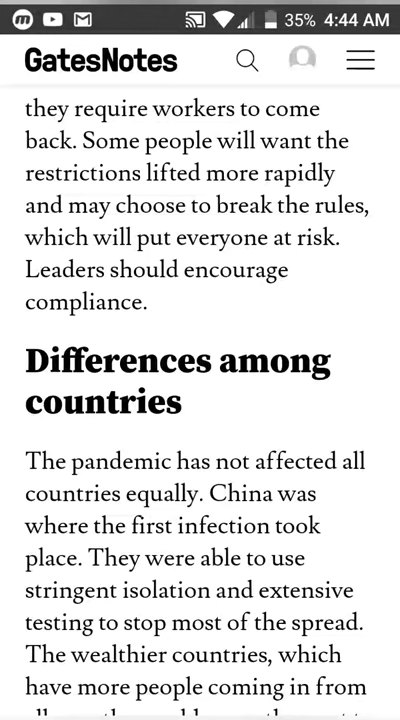 35% 4:44 AM
GatesNotes
they require workers to come
back. Some people will want the
restrictions lifted more rapidly
and may choose to break the rules,
which will put everyone at risk.
Leaders should encourage
compliance.
Differences among
countries
The pandemic has not affected all
countries equally. China was
where the first infection took
place. They were able to use
stringent isolation and extensive
testing to stop most of the spread.
The wealthier countries, which
have more people coming in from